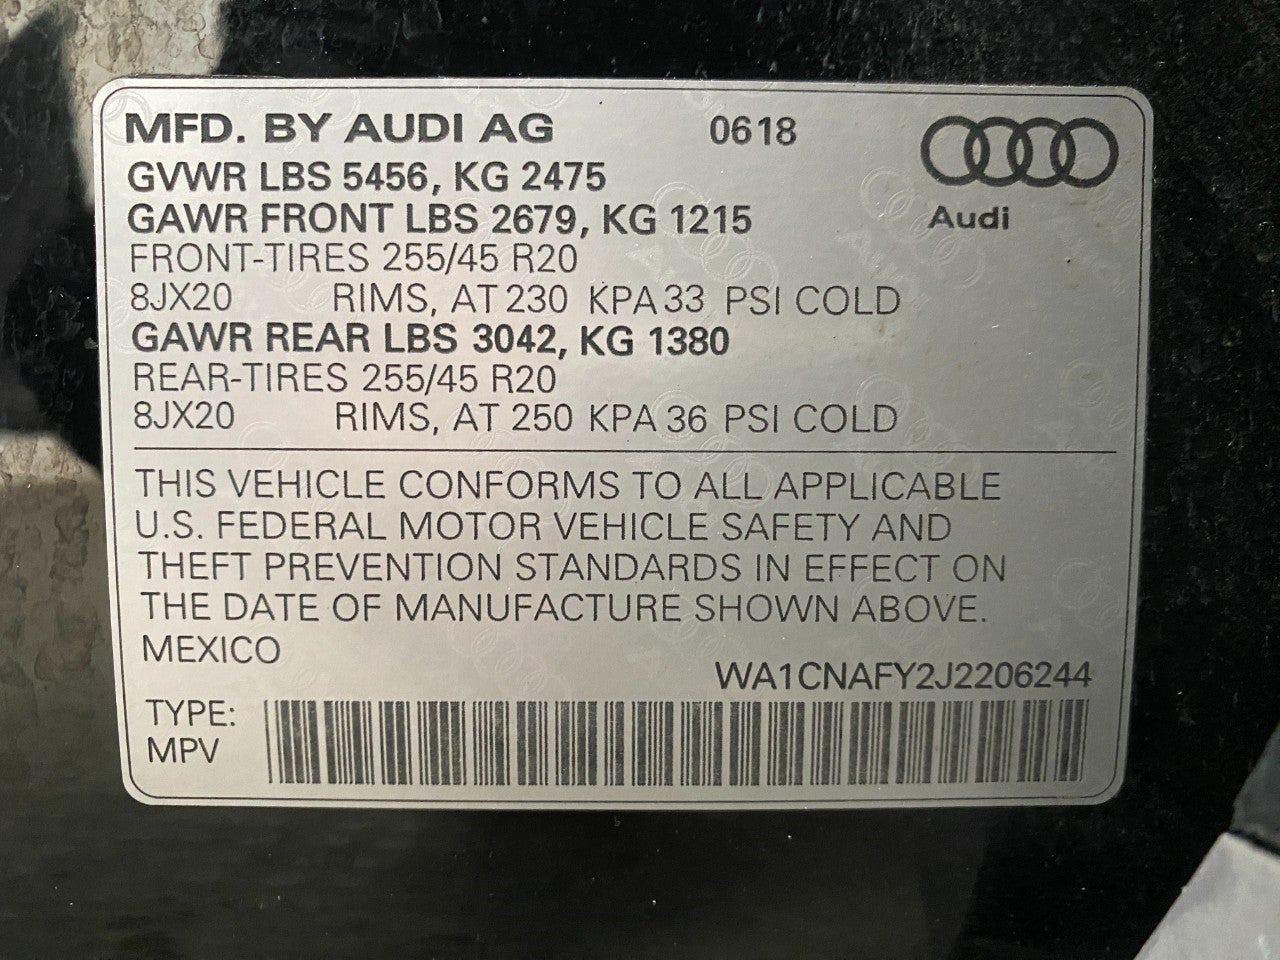 MFD. BY AUDI AG 0618
GVWR LBS 5456, KG 2475
GAWR FRONT LBS 2679, KG 1215
Audi
FRONT-TIRES 255/45 R20
8JX20 RIMS, AT 230 KPA 33 PSI COLD
GAWR REAR LBS 3042, KG 1380
REAR-TIRES 255/45 R20
8JX20 RIMS, AT 250 KPA 36 PSI COLD
THIS VEHICLE CONFORMS TO ALL APPLICABLE
U.S. FEDERAL MOTOR VEHICLE SAFETY AND
THEFT PREVENTION STANDARDS IN EFFECT ON
THE DATE OF MANUFACTURE SHOWN ABOVE.
MEXICO
WA1CNAFY2J2206244
TYPE:
MPV